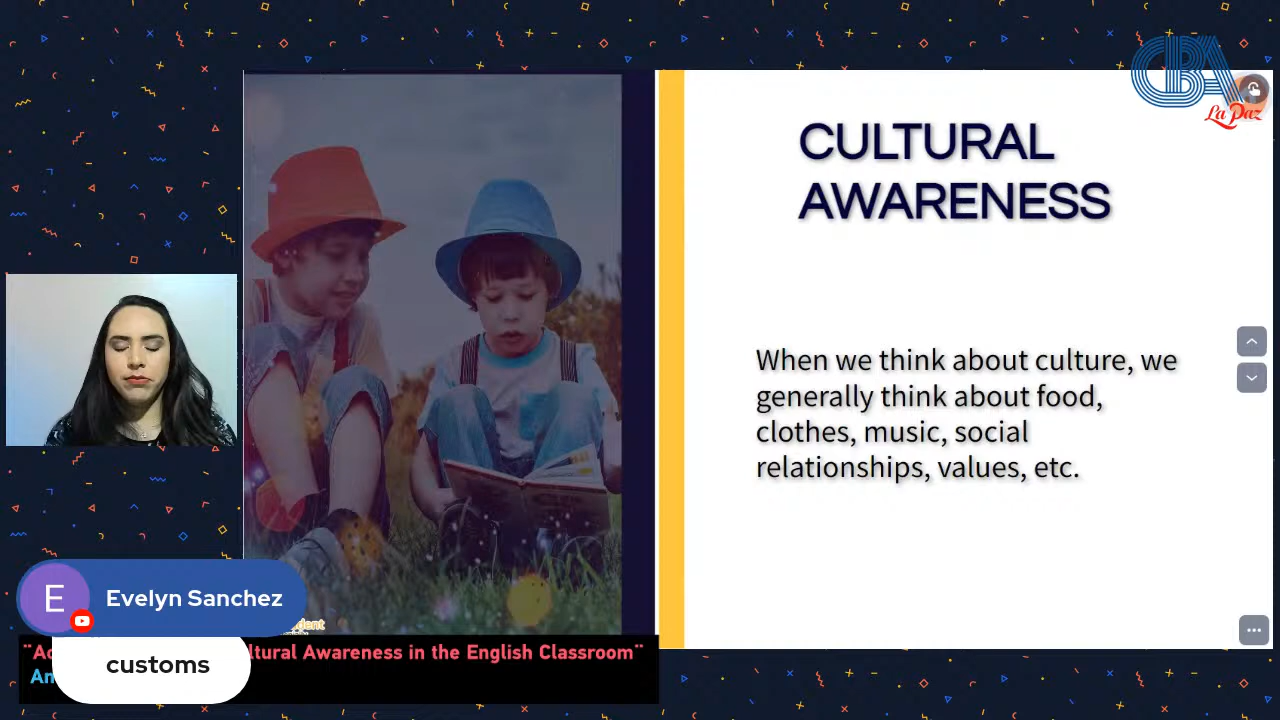 CBA
La Paz
CULTURAL
AWARENESS
When we think about culture, we
generally think about food,
clothes, music, social
relationships, values, etc.
E
Evelyn Sanchez
customs
ltural Awareness in the English Classroom¨